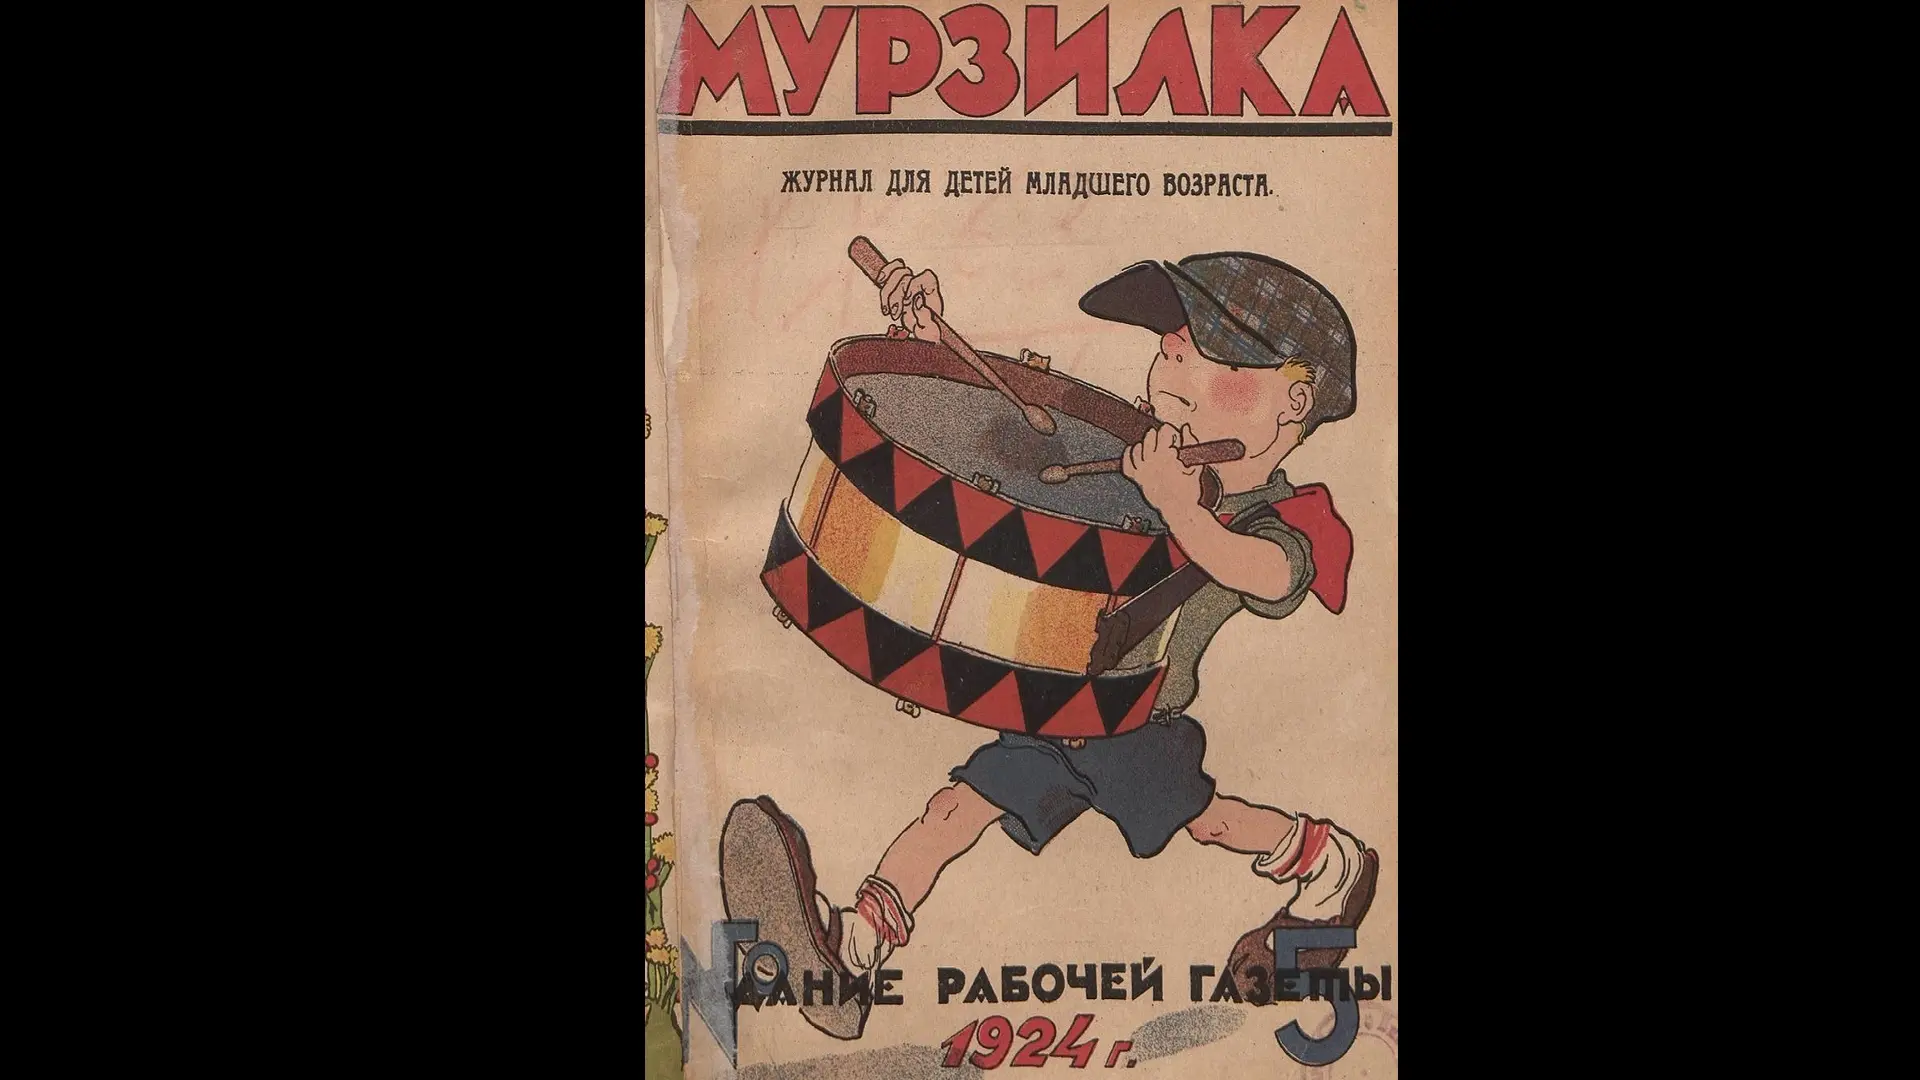 МУРЗИЛКА
ЖУРНАЛ ДЛЯ ДЕТЕЙ МЛАДШЕГО ВОЗРАСТА.
№ 5
ДАНИЕ РАБОЧЕЙ ГАЗЕТЫ
1924 г.